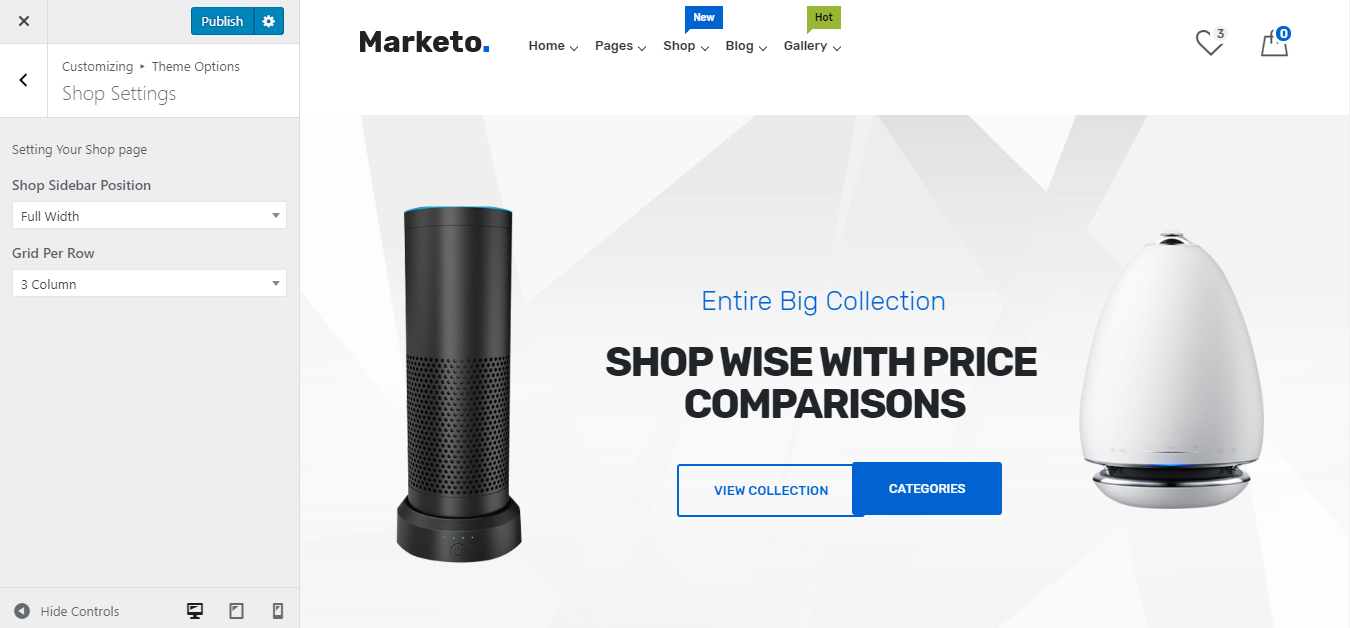 Publish
Customizing ▸ Theme Options
Shop Settings
Setting Your Shop page
Shop Sidebar Position
Full Width
Grid Per Row
3 Column
Hide Controls
New
Hot
Marketo.
Home
Pages
Shop
Blog
Gallery
3
0
Entire Big Collection
SHOP WISE WITH PRICE
COMPARISONS
VIEW COLLECTION
CATEGORIES